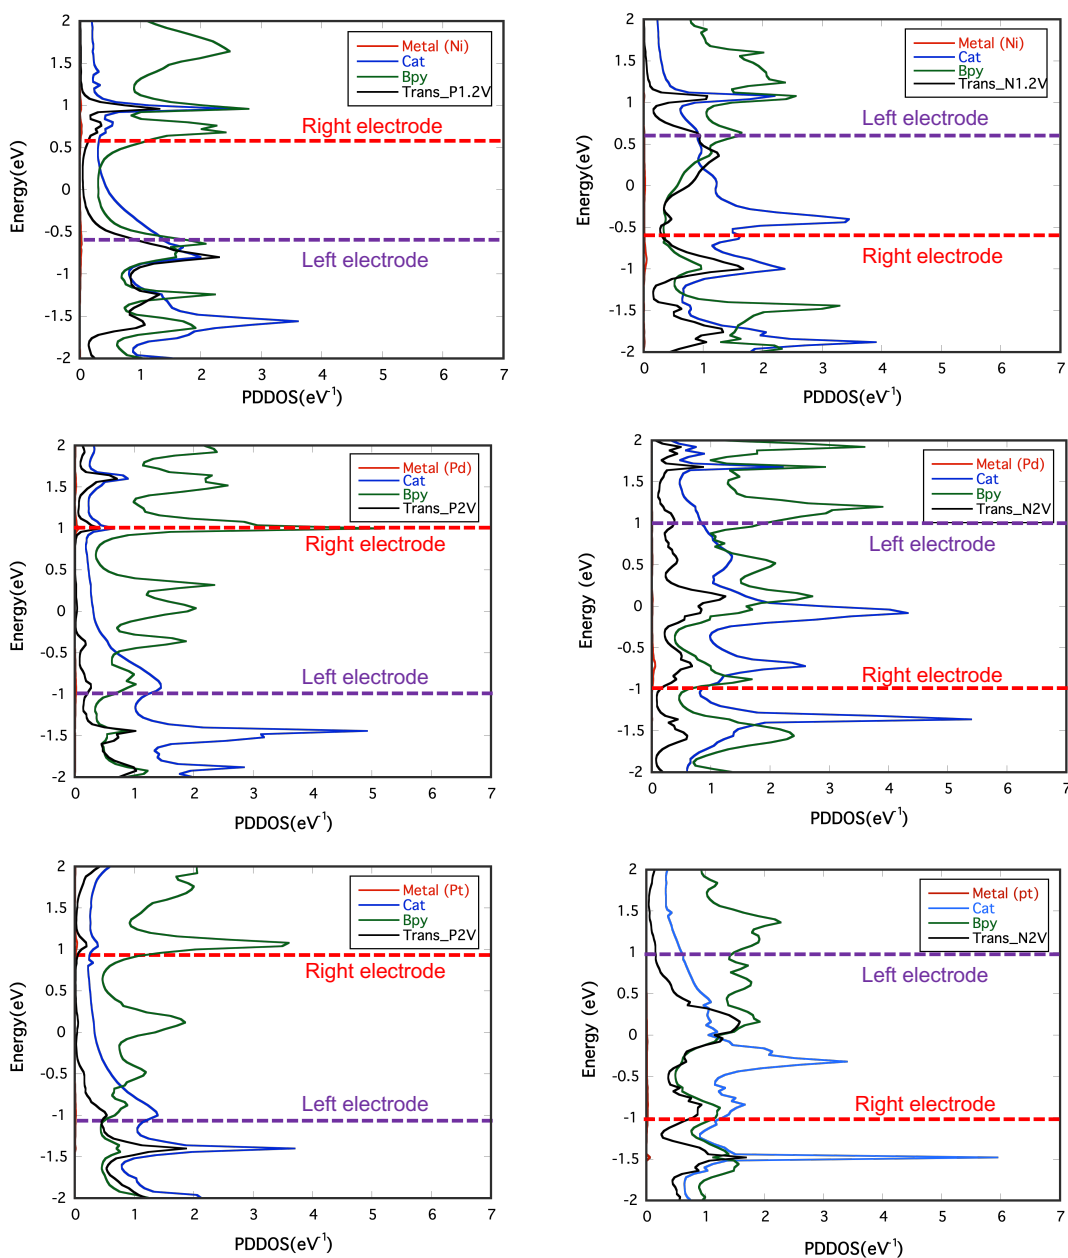 2
1.5
1
0.5
0
-0.5
-1
-1.5
-2
Energy(eV)
Metal (Ni)
Cat
Bpy
Trans_P1.2V
Right electrode
Left electrode
0 1 2 3 4 5 6 7
PDDOS(eV-1)
2
1.5
1
0.5
0
-0.5
-1
-1.5
-2
Energy(eV)
Metal (Ni)
Cat
Bpy
Trans_N1.2V
Left electrode
Right electrode
0 1 2 3 4 5 6 7
PDDOS(eV-1)
2
1.5
1
0.5
0
-0.5
-1
-1.5
-2
Energy(eV)
Metal (Pd)
Cat
Bpy
Trans_P2V
Right electrode
Left electrode
0 1 2 3 4 5 6 7
PDDOS(eV-1)
2
1.5
1
0.5
0
-0.5
-1
-1.5
-2
Energy (eV)
Metal (Pd)
Cat
Bpy
Trans_N2V
Left electrode
Right electrode
0 1 2 3 4 5 6 7
PDDOS(eV-1)
2
1.5
1
0.5
0
-0.5
-1
-1.5
-2
Energy(eV)
Metal (Pt)
Cat
Bpy
Trans_P2V
Right electrode
Left electrode
0 1 2 3 4 5 6 7
PDDOS(eV-1)
2
1.5
1
0.5
0
-0.5
-1
-1.5
-2
Energy (eV)
Metal (pt)
Cat
Bpy
Trans_N2V
Left electrode
Right electrode
0 1 2 3 4 5 6 7
PDDOS(eV-1)